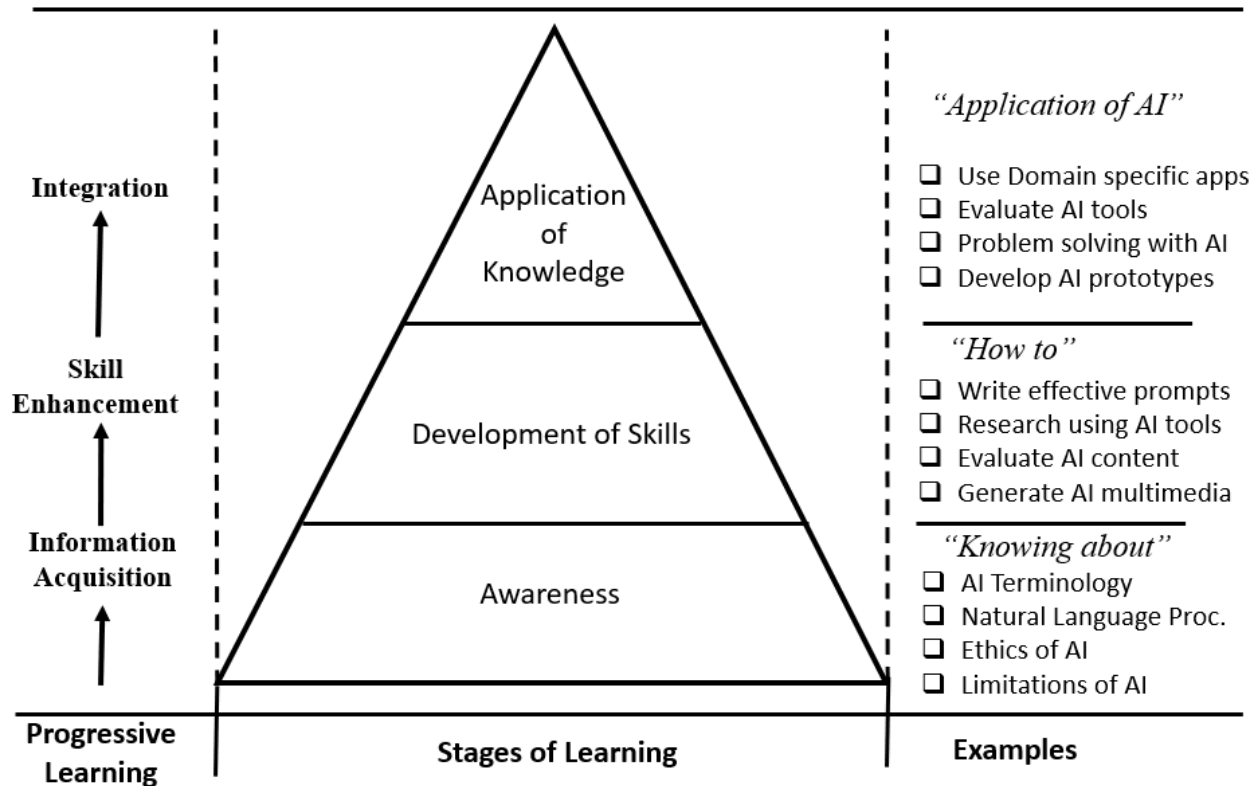 Integration
Skill
Enhancement
Information
Acquisition
Progressive
Learning
Application
of
Knowledge
Development of Skills
Awareness
Stages of Learning
“Application of AI”
❑ Use Domain specific apps
❑ Evaluate AI tools
❑ Problem solving with AI
❑ Develop AI prototypes
“How to”
❑ Write effective prompts
❑ Research using AI tools
❑ Evaluate AI content
❑ Generate AI multimedia
“Knowing about”
❑ AI Terminology
❑ Natural Language Proc.
❑ Ethics of AI
❑ Limitations of AI
Examples